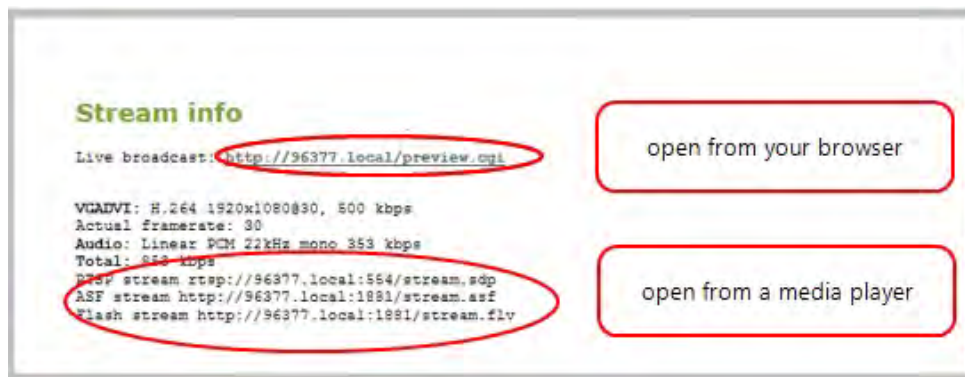 Stream info
Live broadcast: http://96377.local/preview.cgi
open from your browser
VGADVI: H.264 1920x1080@30, 500 kbps
Actual framerate: 30
Audio: Linear PCM 22kHz mono 353 kbps
Total: 853 kbps
RTSP stream rtsp://96377.local:554/stream.sdp
ASF stream http://96377.local:1881/stream.asf
Flash stream http://96377.local:1881/stream.flv
open from a media player